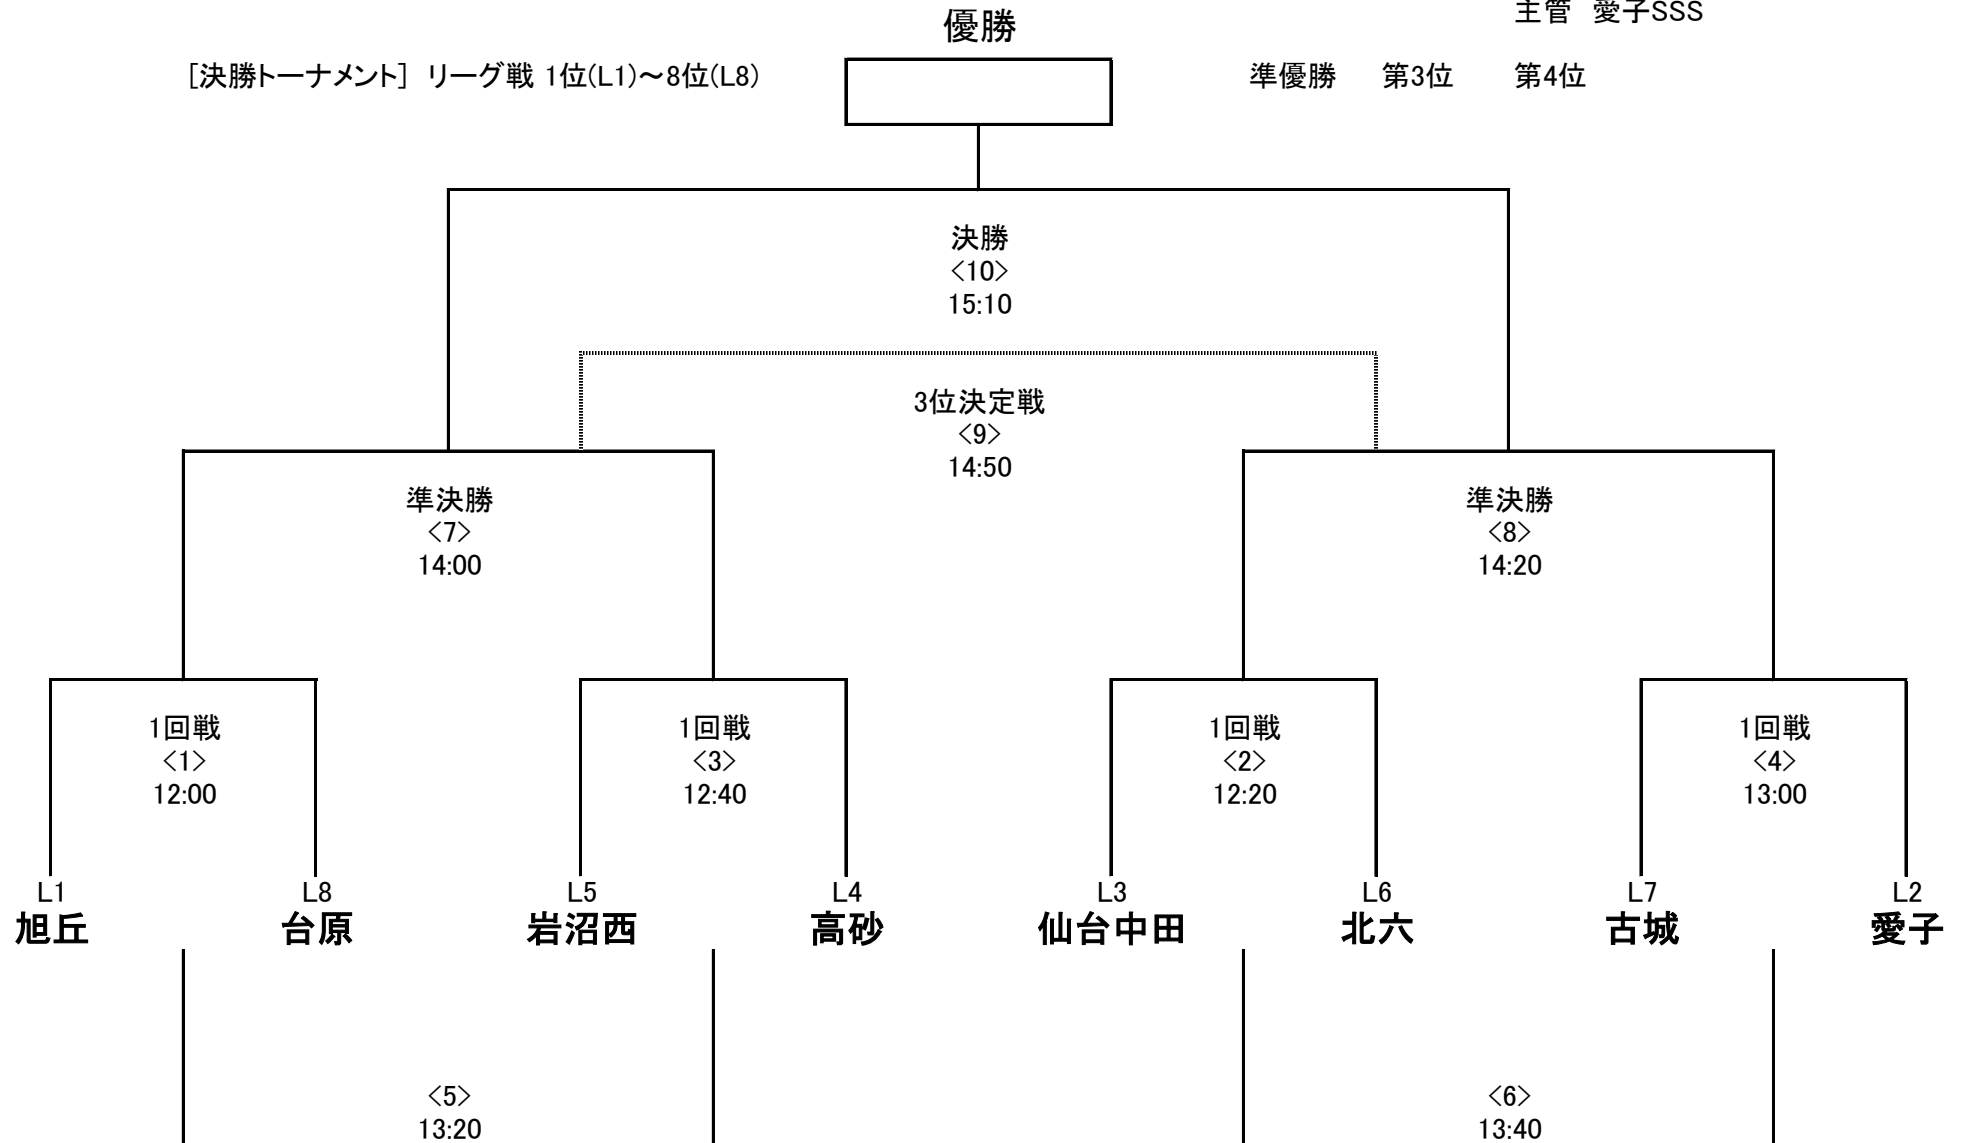 主管　愛子SSS
優勝
[決勝トーナメント]　リーグ戦 1位(L1)～8位(L8)
準優勝　第3位　第4位
決勝
<10>
15:10
3位決定戦
<9>
14:50
準決勝
<7>
14:00
準決勝
<8>
14:20
1回戦
<1>
12:00
1回戦
<3>
12:40
1回戦
<2>
12:20
1回戦
<4>
13:00
L1
旭丘
L8
台原
L5
岩沼西
L4
高砂
L3
仙台中田
L6
北六
L7
古城
L2
愛子
<5>
13:20
<6>
13:40